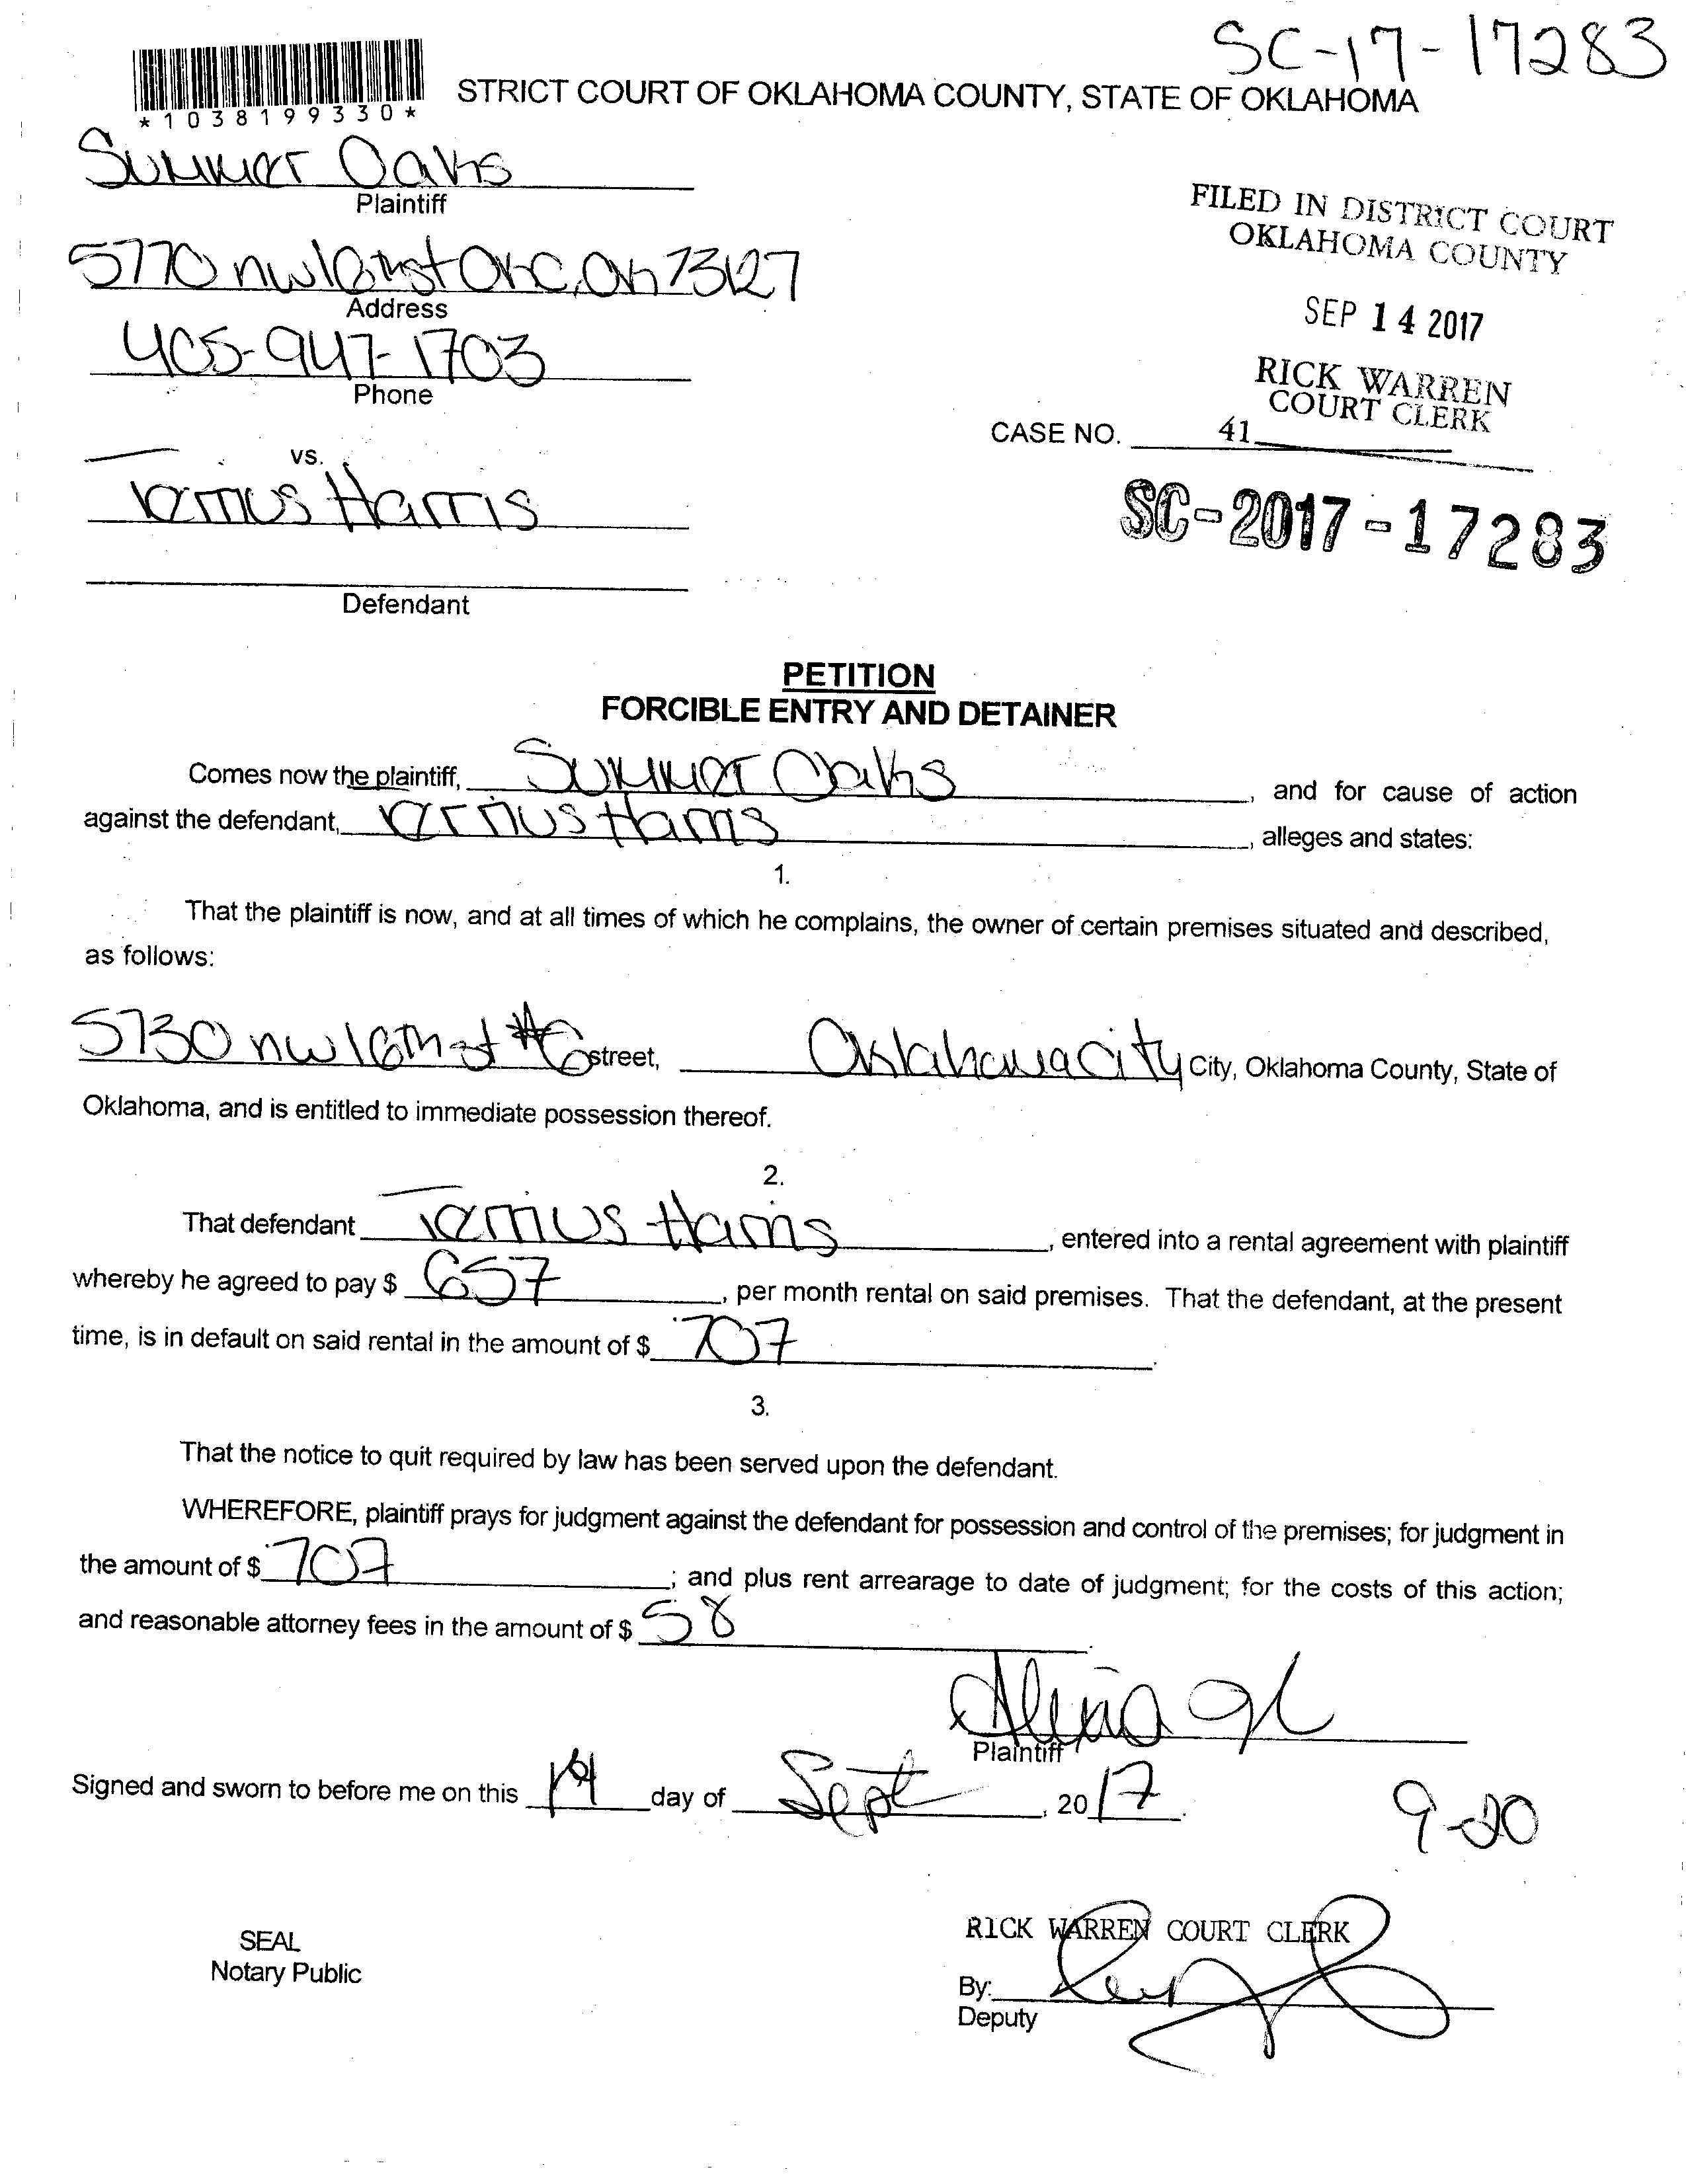 SC-17-17283
*1038199330*
STRICT COURT OF OKLAHOMA COUNTY, STATE OF OKLAHOMA
Summer Oaks
Plaintiff
5770 nw 16th st OKC, OK 73127
Address
405-947-1703
Phone
FILED IN DISTRICT COURT
OKLAHOMA COUNTY
SEP 14 2017
RICK WARREN
COURT CLERK
CASE NO. 41
SC-2017-17283
vs.
Harris
Defendant
PETITION
FORCIBLE ENTRY AND DETAINER
Comes now the plaintiff, Summer Oaks, and for cause of action
against the defendant, Harris, alleges and states:
1.
That the plaintiff is now, and at all times of which he complains, the owner of certain premises situated and described,
as follows:
5730 nw 16th st #6 street, Oklahoma City City, Oklahoma County, State of
Oklahoma, and is entitled to immediate possession thereof.
2.
That defendant Harris, entered into a rental agreement with plaintiff
whereby he agreed to pay $ 657, per month rental on said premises. That the defendant, at the present
time, is in default on said rental in the amount of $ 707.
3.
That the notice to quit required by law has been served upon the defendant.
WHEREFORE, plaintiff prays for judgment against the defendant for possession and control of the premises; for judgment in
the amount of $ 707; and plus rent arrearage to date of judgment; for the costs of this action;
and reasonable attorney fees in the amount of $ 58.
Plaintiff
Signed and sworn to before me on this 14 day of Sept, 2017.
9-20
SEAL
Notary Public
RICK WARREN COURT CLERK
By:
Deputy